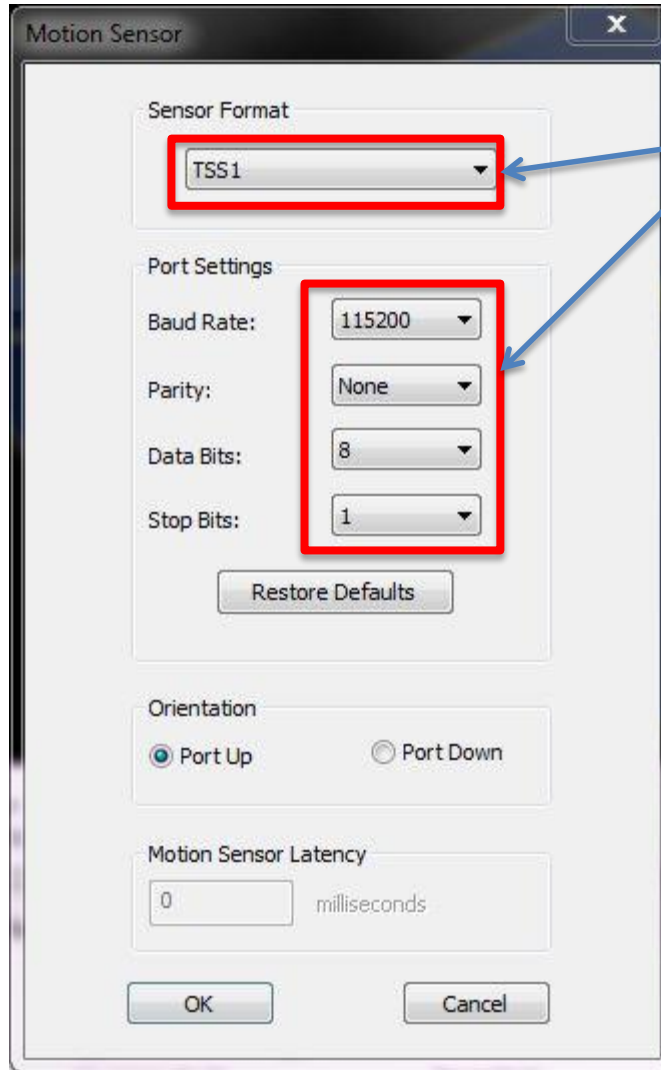 Motion Sensor
X
Sensor Format
TSS1
Port Settings
Baud Rate: 115200
Parity: None
Data Bits: 8
Stop Bits: 1
Restore Defaults
Orientation
Port Up Port Down
Motion Sensor Latency
0 milliseconds
OK Cancel